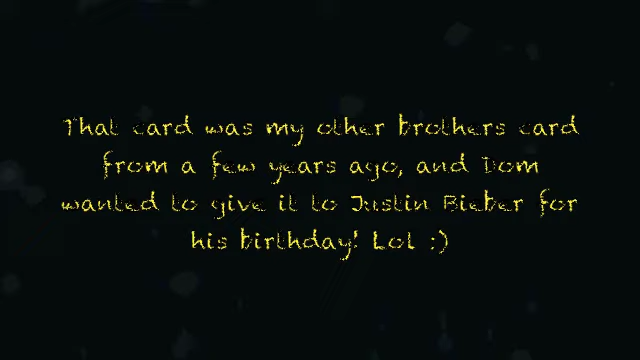 That card was my other brothers card
from a few years ago, and Dom
wanted to give it to Justin Bieber for
his birthday! Lol :)